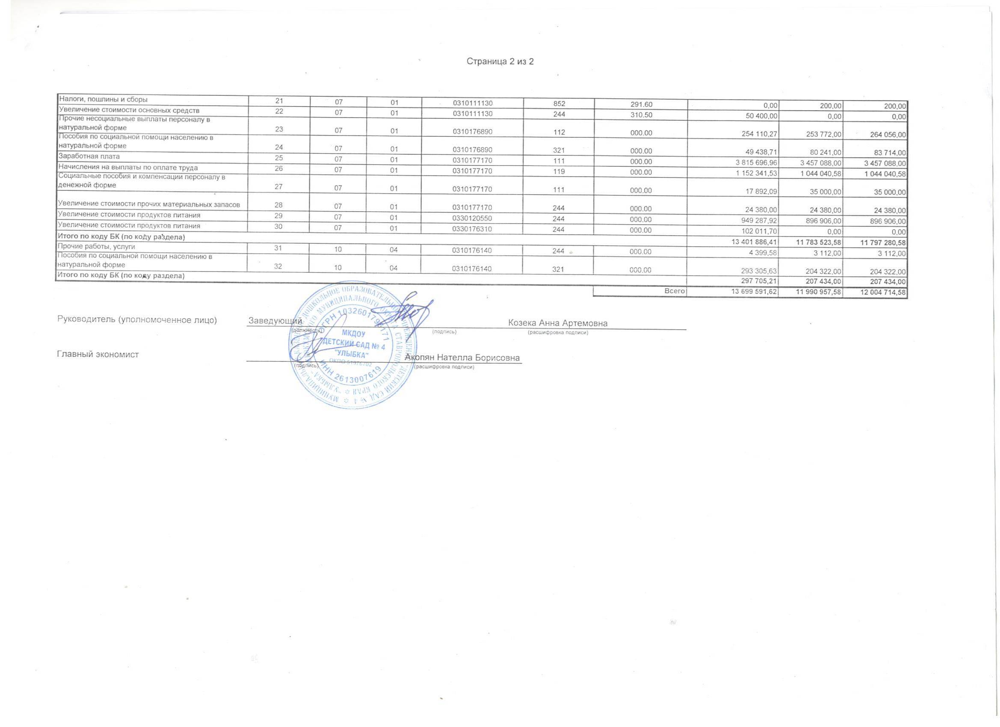 Страница 2 из 2
Налоги, пошлины и сборы 21 07 01 0310111130 852 291.60 0,00 200,00 200,00
Увеличение стоимости основных средств 22 07 01 0310111130 244 310.50 50 400,00 0,00 0,00
Прочие несоциальные выплаты персоналу в
натуральной форме 23 07 01 0310176890 112 000.00 254 110,27 253 772,00 264 056,00
Пособия по социальной помощи населению в
натуральной форме 24 07 01 0310176890 321 000.00 49 438,71 80 241,00 83 714,00
Заработная плата 25 07 01 0310177170 111 000.00 3 815 696,96 3 457 088,00 3 457 088,00
Начисления на выплаты по оплате труда 26 07 01 0310177170 119 000.00 1 152 341,53 1 044 040,58 1 044 040,58
Социальные пособия и компенсации персоналу в
денежной форме 27 07 01 0310177170 111 000.00 17 892,09 35 000,00 35 000,00
Увеличение стоимости прочих материальных запасов 28 07 01 0310177170 244 000.00 24 380,00 24 380,00 24 380,00
Увеличение стоимости продуктов питания 29 07 01 0330120550 244 000.00 949 287,92 896 906,00 896 906,00
Увеличение стоимости продуктов питания 30 07 01 0330176310 244 000.00 102 011,70 0,00 0,00
Итого по коду БК (по коду раздела) 13 401 886,41 11 783 523,58 11 797 280,58
Прочие работы, услуги 31 10 04 0310176140 244 000.00 4 399,58 3 112,00 3 112,00
Пособия по социальной помощи населению в
натуральной форме 32 10 04 0310176140 321 000.00 293 305,63 204 322,00 204 322,00
Итого по коду БК (по коду раздела) 297 705,21 207 434,00 207 434,00
Всего 13 699 591,62 11 990 957,58 12 004 714,58
Руководитель (уполномоченное лицо) Заведующий Козека Анна Артемовна
(должность) (подпись) (расшифровка подписи)
Главный экономист Акопян Нателла Борисовна
(подпись) (расшифровка подписи)
МКДОУ
"ДЕТСКИЙ САД № 4
"УЛЫБКА"
ИНН 2613007619